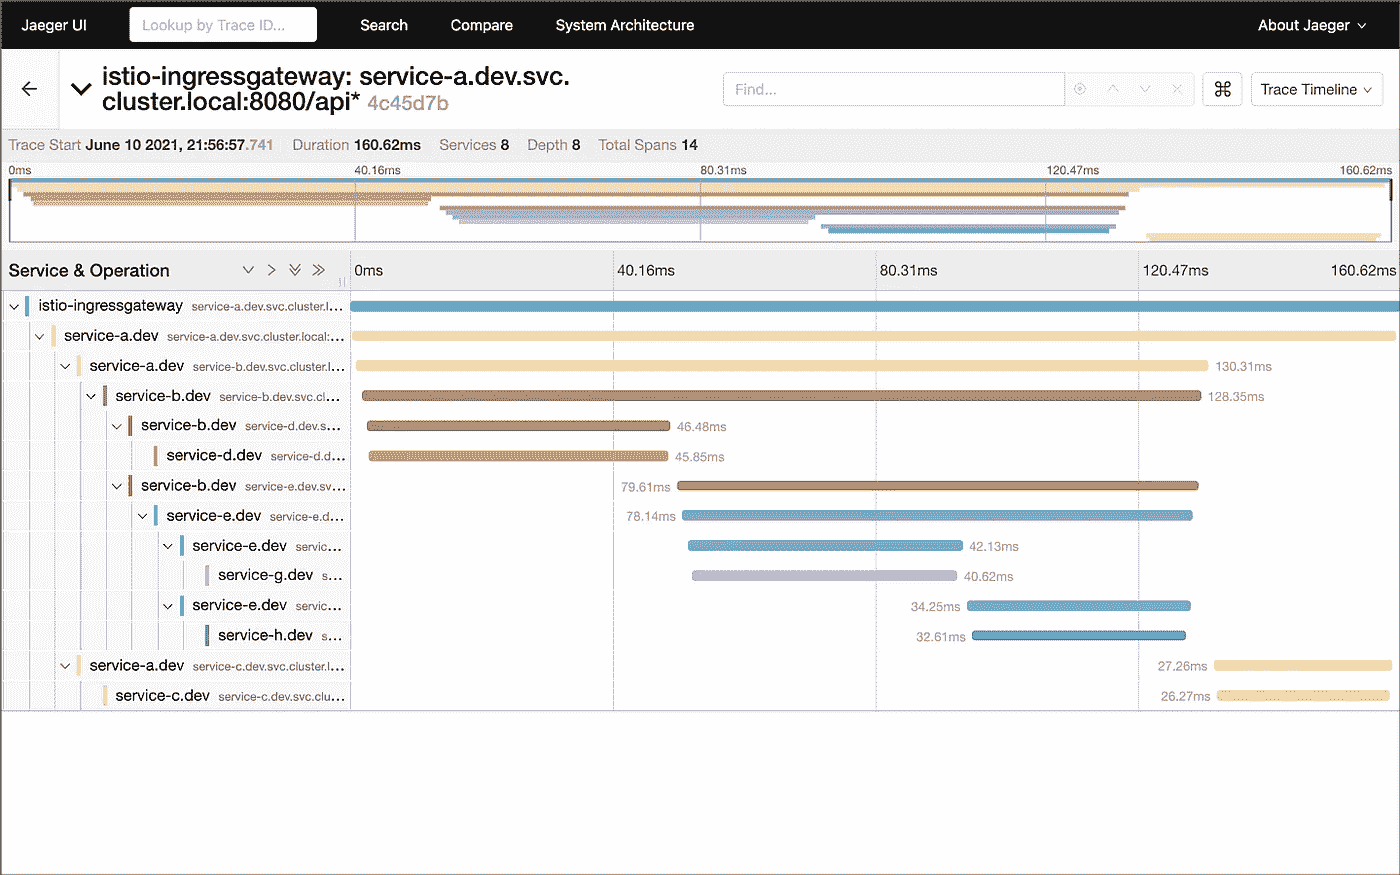 Jaeger UI Lookup by Trace ID... Search Compare System Architecture About Jaeger
istio-ingressgateway: service-a.dev.svc.
cluster.local:8080/api* 4c45d7b
Find... ⌘ Trace Timeline
Trace Start June 10 2021, 21:56:57.741 Duration 160.62ms Services 8 Depth 8 Total Spans 14
0ms 40.16ms 80.31ms 120.47ms 160.62ms
Service & Operation 0ms 40.16ms 80.31ms 120.47ms 160.62ms
istio-ingressgateway service-a.dev.svc.cluster.l...
service-a.dev service-a.dev.svc.cluster.local:...
service-a.dev service-b.dev.svc.cluster.l... 130.31ms
service-b.dev service-b.dev.svc.cl... 128.35ms
service-b.dev service-d.dev.s... 46.48ms
service-d.dev service-d.d... 45.85ms
service-b.dev service-e.dev.sv... 79.61ms
service-e.dev service-e.d... 78.14ms
service-e.dev servic... 42.13ms
service-g.dev s... 40.62ms
service-e.dev servic... 34.25ms
service-h.dev s... 32.61ms
service-a.dev service-c.dev.svc.cluster.l... 27.26ms
service-c.dev service-c.dev.svc.clu... 26.27ms